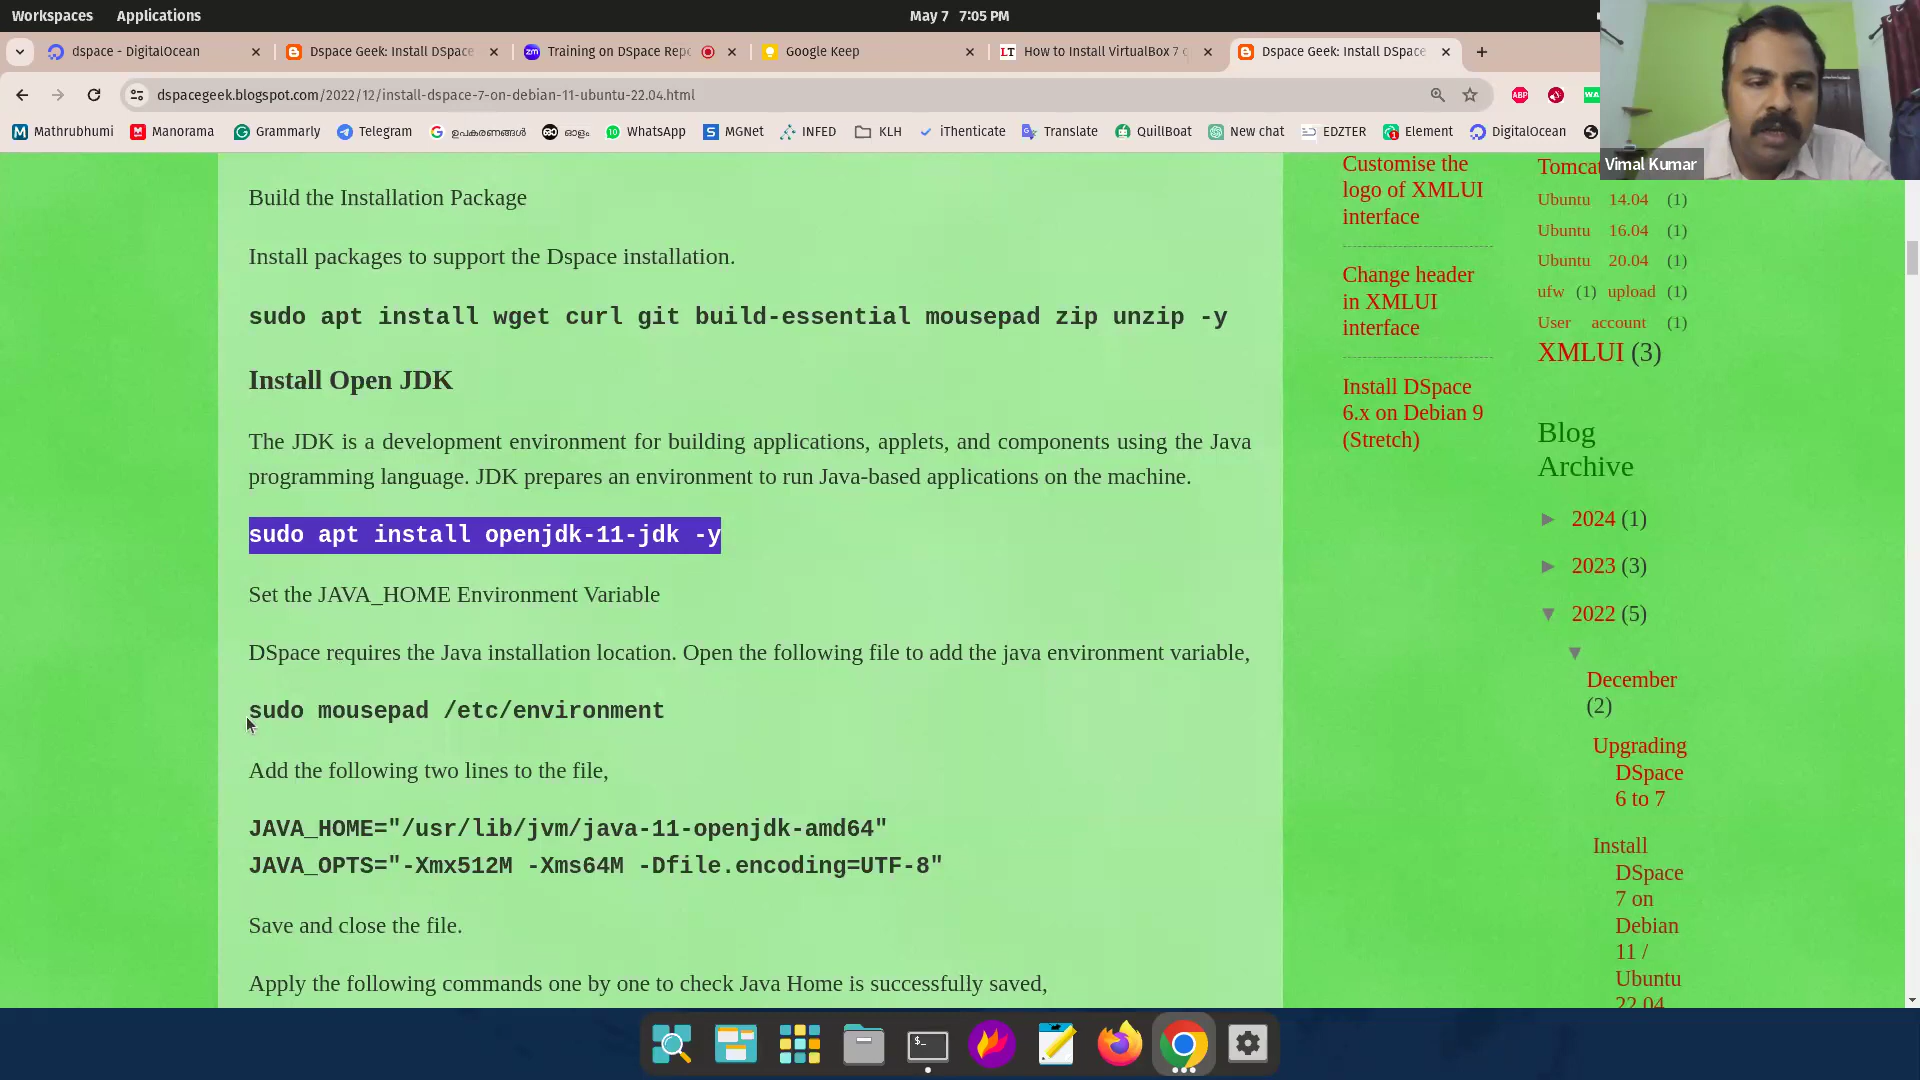 Workspaces Applications May 7 7:05 PM
dspace - DigitalOcean
Dspace Geek: Install DSpace
Training on DSpace Repo
Google Keep
How to Install VirtualBox 7
Dspace Geek: Install DSpace
dspacegeek.blogspot.com/2022/12/install-dspace-7-on-debian-11-ubuntu-22.04.html
Mathrubhumi Manorama Grammarly Telegram ഉപകരണങ്ങൾ ഓളം WhatsApp MGNet INFED KLH iThenticate Translate QuillBoat New chat EDZTER Element DigitalOcean
Vimal Kumar
Build the Installation Package
Install packages to support the Dspace installation.
sudo apt install wget curl git build-essential mousepad zip unzip -y
Install Open JDK
The JDK is a development environment for building applications, applets, and components using the Java
programming language. JDK prepares an environment to run Java-based applications on the machine.
sudo apt install openjdk-11-jdk -y
Set the JAVA_HOME Environment Variable
DSpace requires the Java installation location. Open the following file to add the java environment variable,
sudo mousepad /etc/environment
Add the following two lines to the file,
JAVA_HOME="/usr/lib/jvm/java-11-openjdk-amd64"
JAVA_OPTS="-Xmx512M -Xms64M -Dfile.encoding=UTF-8"
Save and close the file.
Apply the following commands one by one to check Java Home is successfully saved,
Customise the
logo of XMLUI
interface
Change header
in XMLUI
interface
Install DSpace
6.x on Debian 9
(Stretch)
Tomcat
Ubuntu 14.04 (1)
Ubuntu 16.04 (1)
Ubuntu 20.04 (1)
ufw (1) upload (1)
User account (1)
XMLUI (3)
Blog
Archive
► 2024 (1)
► 2023 (3)
▼ 2022 (5)
▼
December
(2)
Upgrading
DSpace
6 to 7
Install
DSpace
7 on
Debian
11 /
Ubuntu
22.04